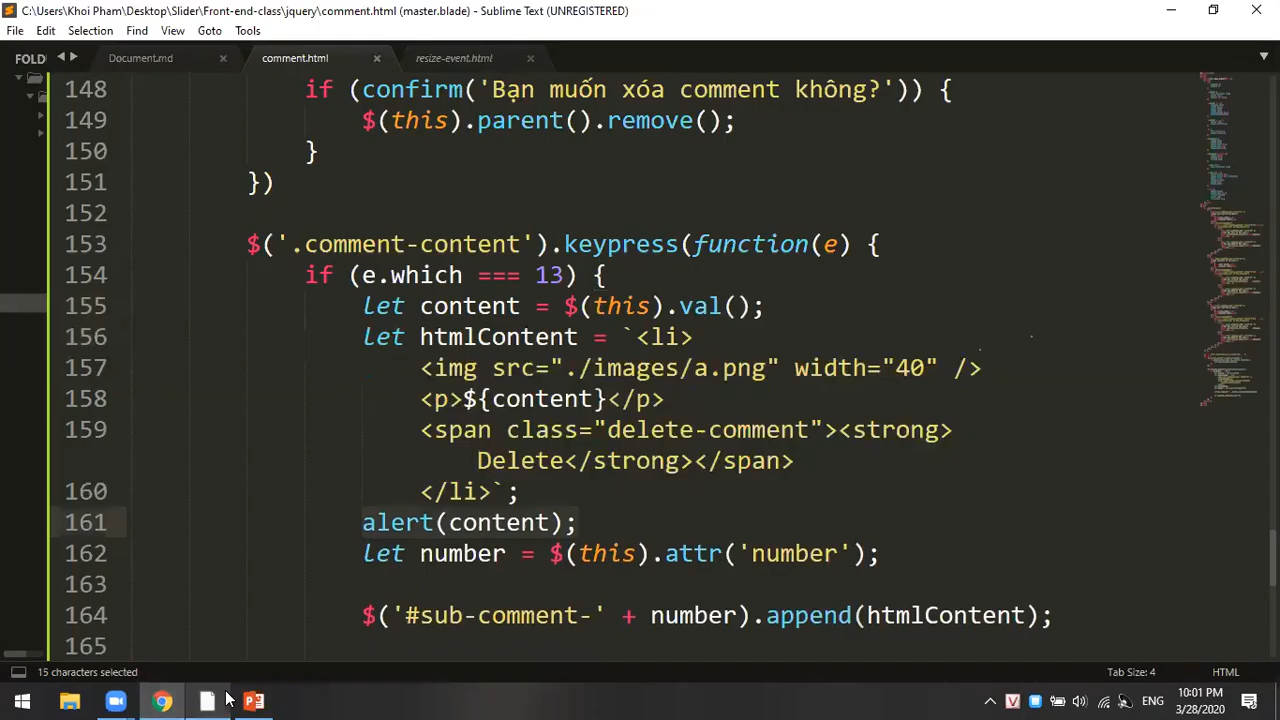 C:\Users\Khoi Pham\Desktop\Slider\Front-end-class\jquery\comment.html (master.blade) - Sublime Text (UNREGISTERED)
File Edit Selection Find View Goto Tools
FOLD Document.md comment.html resize-event.html
148 if (confirm('Bạn muốn xóa comment không?')) {
149 $(this).parent().remove();
150 }
151 })
152
153 $('.comment-content').keypress(function(e) {
154 if (e.which === 13) {
155 let content = $(this).val();
156 let htmlContent = `<li>
157 <img src="./images/a.png" width="40" />
158 <p>${content}</p>
159 <span class="delete-comment"><strong>
Delete</strong></span>
160 </li>`;
161 alert(content);
162 let number = $(this).attr('number');
163
164 $('#sub-comment-' + number).append(htmlContent);
165
15 characters selected Tab Size: 4 HTML
ENG 10:01 PM
3/28/2020